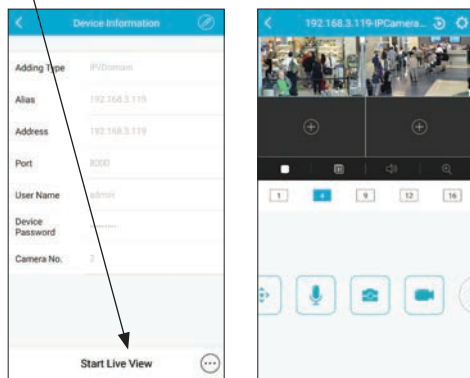 Device Information
Adding Type IP/Domain
Alias 192.168.3.119
Address 192.168.3.119
Port 8000
User Name admin
Device
Password
Camera No. 2
Start Live View
192.168.3.119-IPCamera...
1 4 9 12 16